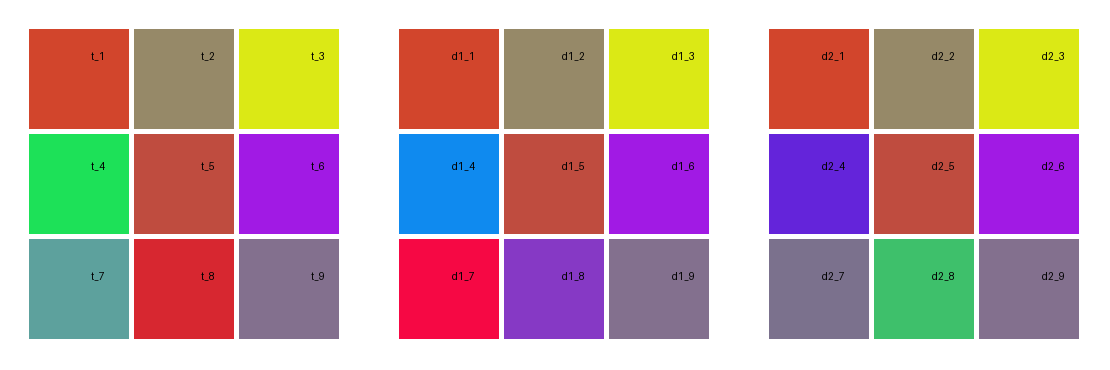 t_1 t_2 t_3 d1_1 d1_2 d1_3 d2_1 d2_2 d2_3
t_4 t_5 t_6 d1_4 d1_5 d1_6 d2_4 d2_5 d2_6
t_7 t_8 t_9 d1_7 d1_8 d1_9 d2_7 d2_8 d2_9